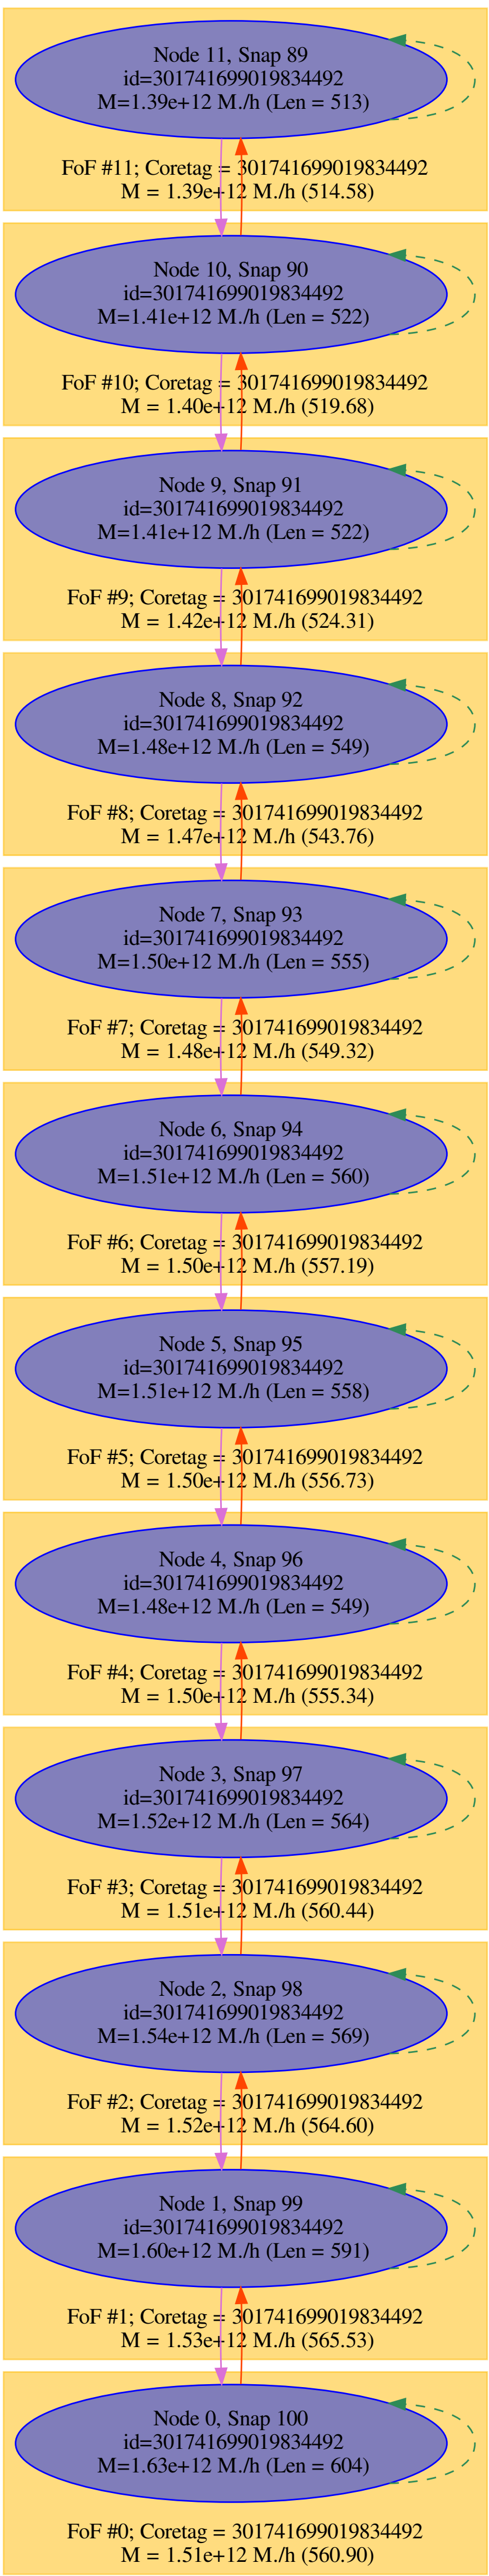 Node 11, Snap 89
id=301741699019834492
M=1.39e+12 M./h (Len = 513)
FoF #11; Coretag = 301741699019834492
M = 1.39e+12 M./h (514.58)
Node 10, Snap 90
id=301741699019834492
M=1.41e+12 M./h (Len = 522)
FoF #10; Coretag = 301741699019834492
M = 1.40e+12 M./h (519.68)
Node 9, Snap 91
id=301741699019834492
M=1.41e+12 M./h (Len = 522)
FoF #9; Coretag = 301741699019834492
M = 1.42e+12 M./h (524.31)
Node 8, Snap 92
id=301741699019834492
M=1.48e+12 M./h (Len = 549)
FoF #8; Coretag = 301741699019834492
M = 1.47e+12 M./h (543.76)
Node 7, Snap 93
id=301741699019834492
M=1.50e+12 M./h (Len = 555)
FoF #7; Coretag = 301741699019834492
M = 1.48e+12 M./h (549.32)
Node 6, Snap 94
id=301741699019834492
M=1.51e+12 M./h (Len = 560)
FoF #6; Coretag = 301741699019834492
M = 1.50e+12 M./h (557.19)
Node 5, Snap 95
id=301741699019834492
M=1.51e+12 M./h (Len = 558)
FoF #5; Coretag = 301741699019834492
M = 1.50e+12 M./h (556.73)
Node 4, Snap 96
id=301741699019834492
M=1.48e+12 M./h (Len = 549)
FoF #4; Coretag = 301741699019834492
M = 1.50e+12 M./h (555.34)
Node 3, Snap 97
id=301741699019834492
M=1.52e+12 M./h (Len = 564)
FoF #3; Coretag = 301741699019834492
M = 1.51e+12 M./h (560.44)
Node 2, Snap 98
id=301741699019834492
M=1.54e+12 M./h (Len = 569)
FoF #2; Coretag = 301741699019834492
M = 1.52e+12 M./h (564.60)
Node 1, Snap 99
id=301741699019834492
M=1.60e+12 M./h (Len = 591)
FoF #1; Coretag = 301741699019834492
M = 1.53e+12 M./h (565.53)
Node 0, Snap 100
id=301741699019834492
M=1.63e+12 M./h (Len = 604)
FoF #0; Coretag = 301741699019834492
M = 1.51e+12 M./h (560.90)